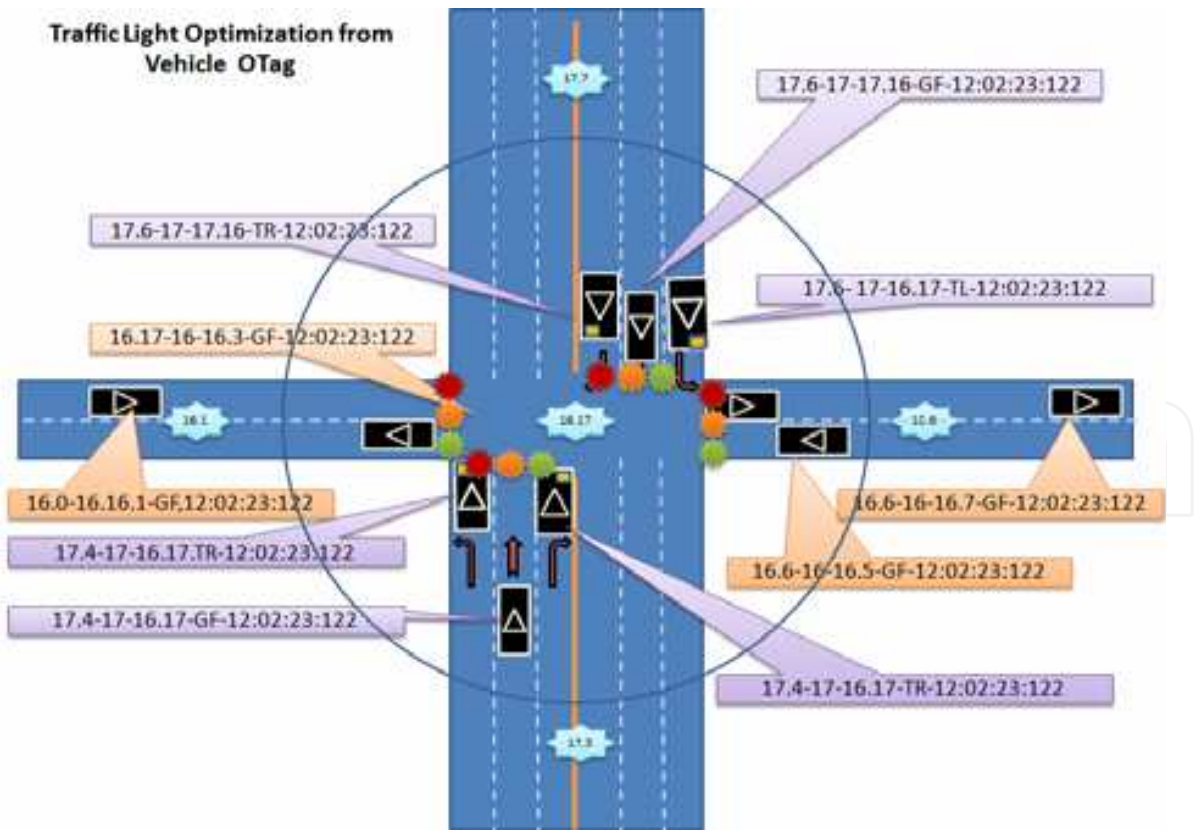 Traffic Light Optimization from
Vehicle OTag
17.7
17.6-17-17.16-GF-12:02:23:122
17.6-17-17.16-TR-12:02:23:122
17.6-17-16.17-TL-12:02:23:122
16.17-16-16.3-GF-12:02:23:122
16.1
16.17
16.0-16.16.1-GF,12:02:23:122
16.6-16-16.7-GF-12:02:23:122
17.4-17-16.17.TR-12:02:23:122
16.6-16-16.5-GF-12:02:23:122
17.4-17-16.17-GF-12:02:23:122
17.4-17-16.17-TR-12:02:23:122